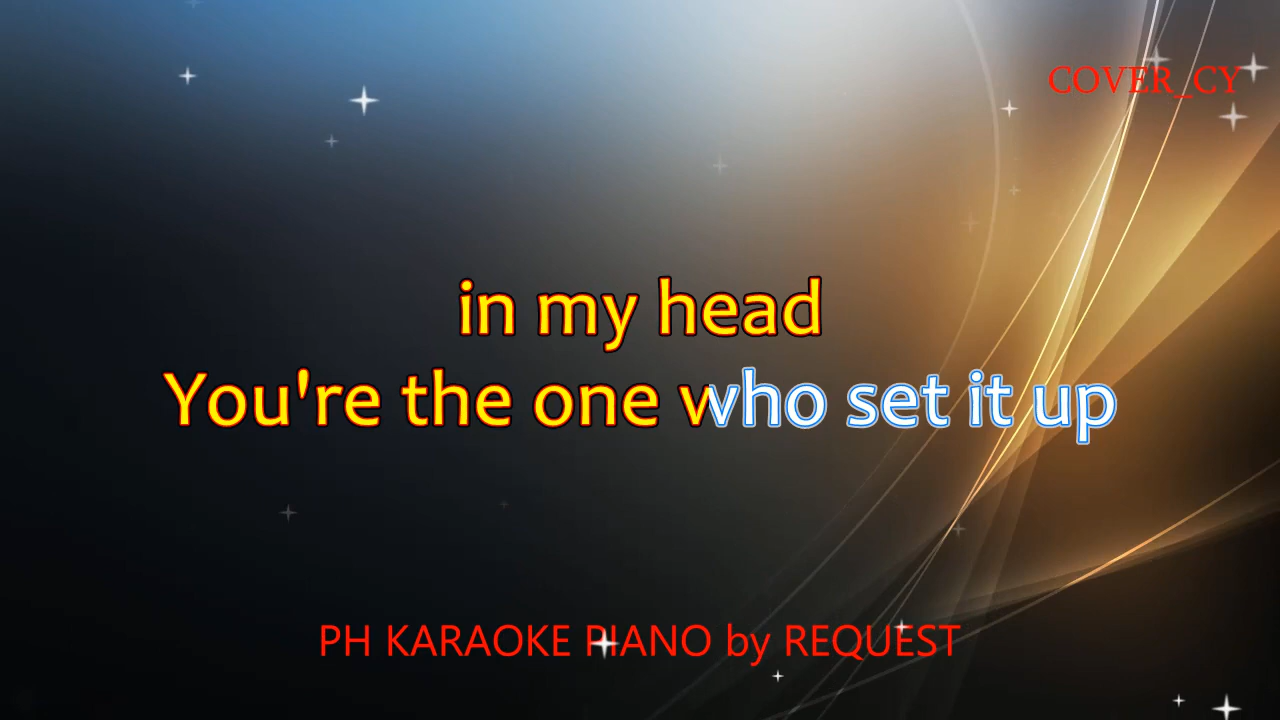 COVER_CY
in my head
You're the one who set it up
PH KARAOKE PIANO by REQUEST